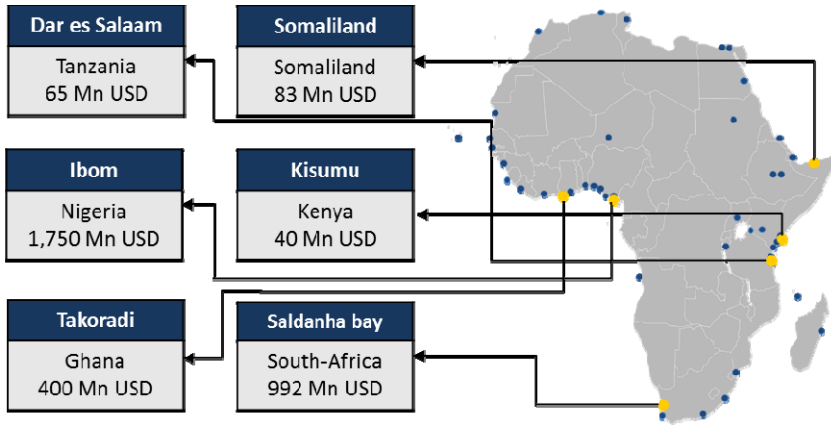 Dar es Salaam
Tanzania
65 Mn USD
Somaliland
Somaliland
83 Mn USD
Ibom
Nigeria
1,750 Mn USD
Kisumu
Kenya
40 Mn USD
Takoradi
Ghana
400 Mn USD
Saldanha bay
South-Africa
992 Mn USD